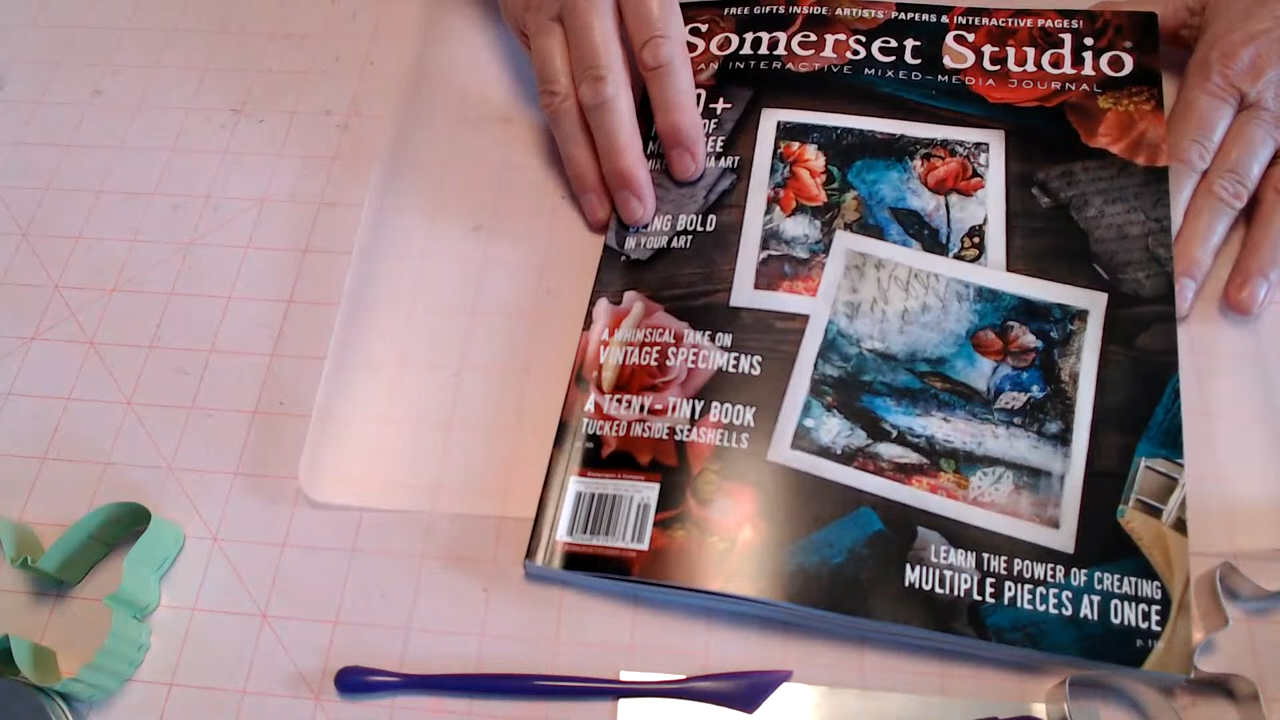 FREE GIFTS INSIDE: ARTISTS' PAPERS & INTERACTIVE PAGES!
Somerset Studio®
AN INTERACTIVE MIXED-MEDIA JOURNAL
OF
ART
BEING BOLD
IN YOUR ART
A WHIMSICAL TAKE ON
VINTAGE SPECIMENS
A TEENY-TINY BOOK
TUCKED INSIDE SEASHELLS
LEARN THE POWER OF CREATING
MULTIPLE PIECES AT ONCE